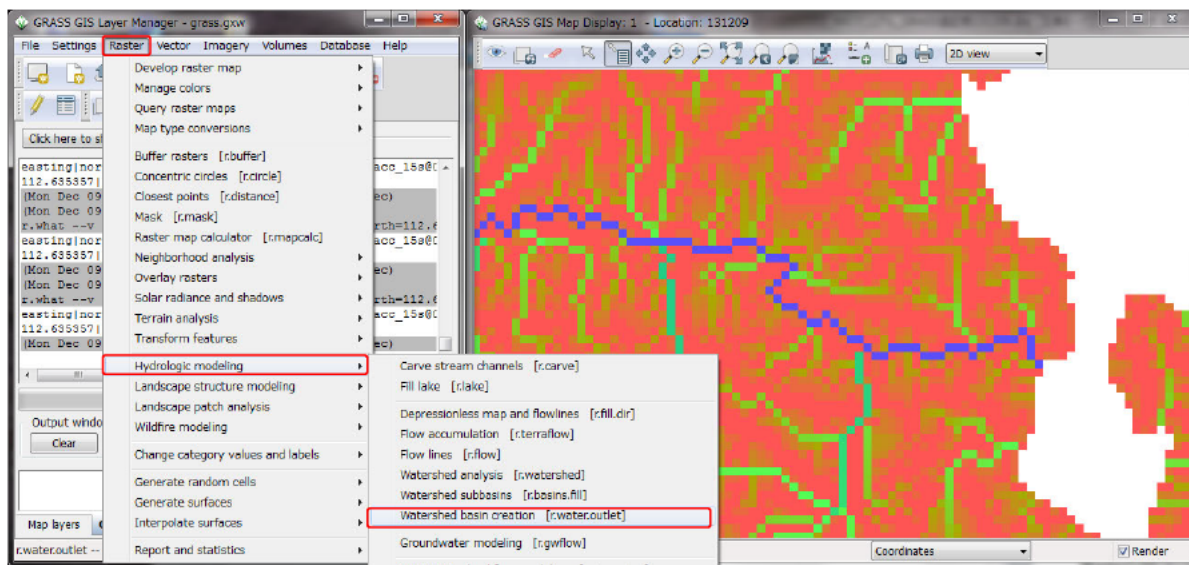 GRASS GIS Layer Manager - grass.gxw
File Settings Raster Vector Imagery Volumes Database Help
Click here to st
easting|nor
acc_15s@
112.635357|
(Mon Dec 09
ec)
(Mon Dec 09
r.what --v
rth=112.6
easting|nor
acc_15s@
112.635357|
(Mon Dec 09
ec)
(Mon Dec 09
r.what --v
rth=112.6
easting|nor
acc_15s@
112.635357|
(Mon Dec 09
ec)
Output windo
Clear
Map layers
r.water.outlet --
Develop raster map
Manage colors
Query raster maps
Map type conversions
Buffer rasters [r.buffer]
Concentric circles [r.circle]
Closest points [r.distance]
Mask [r.mask]
Raster map calculator [r.mapcalc]
Neighborhood analysis
Overlay rasters
Solar radiance and shadows
Terrain analysis
Transform features
Hydrologic modeling
Landscape structure modeling
Landscape patch analysis
Wildfire modeling
Change category values and labels
Generate random cells
Generate surfaces
Interpolate surfaces
Report and statistics
Carve stream channels [r.carve]
Fill lake [r.lake]
Depressionless map and flowlines [r.fill.dir]
Flow accumulation [r.terraflow]
Flow lines [r.flow]
Watershed analysis [r.watershed]
Watershed subbasins [r.basins.fill]
Watershed basin creation [r.water.outlet]
Groundwater modeling [r.gwflow]
GRASS GIS Map Display: 1 - Location: 131209
2D view
Coordinates
Render